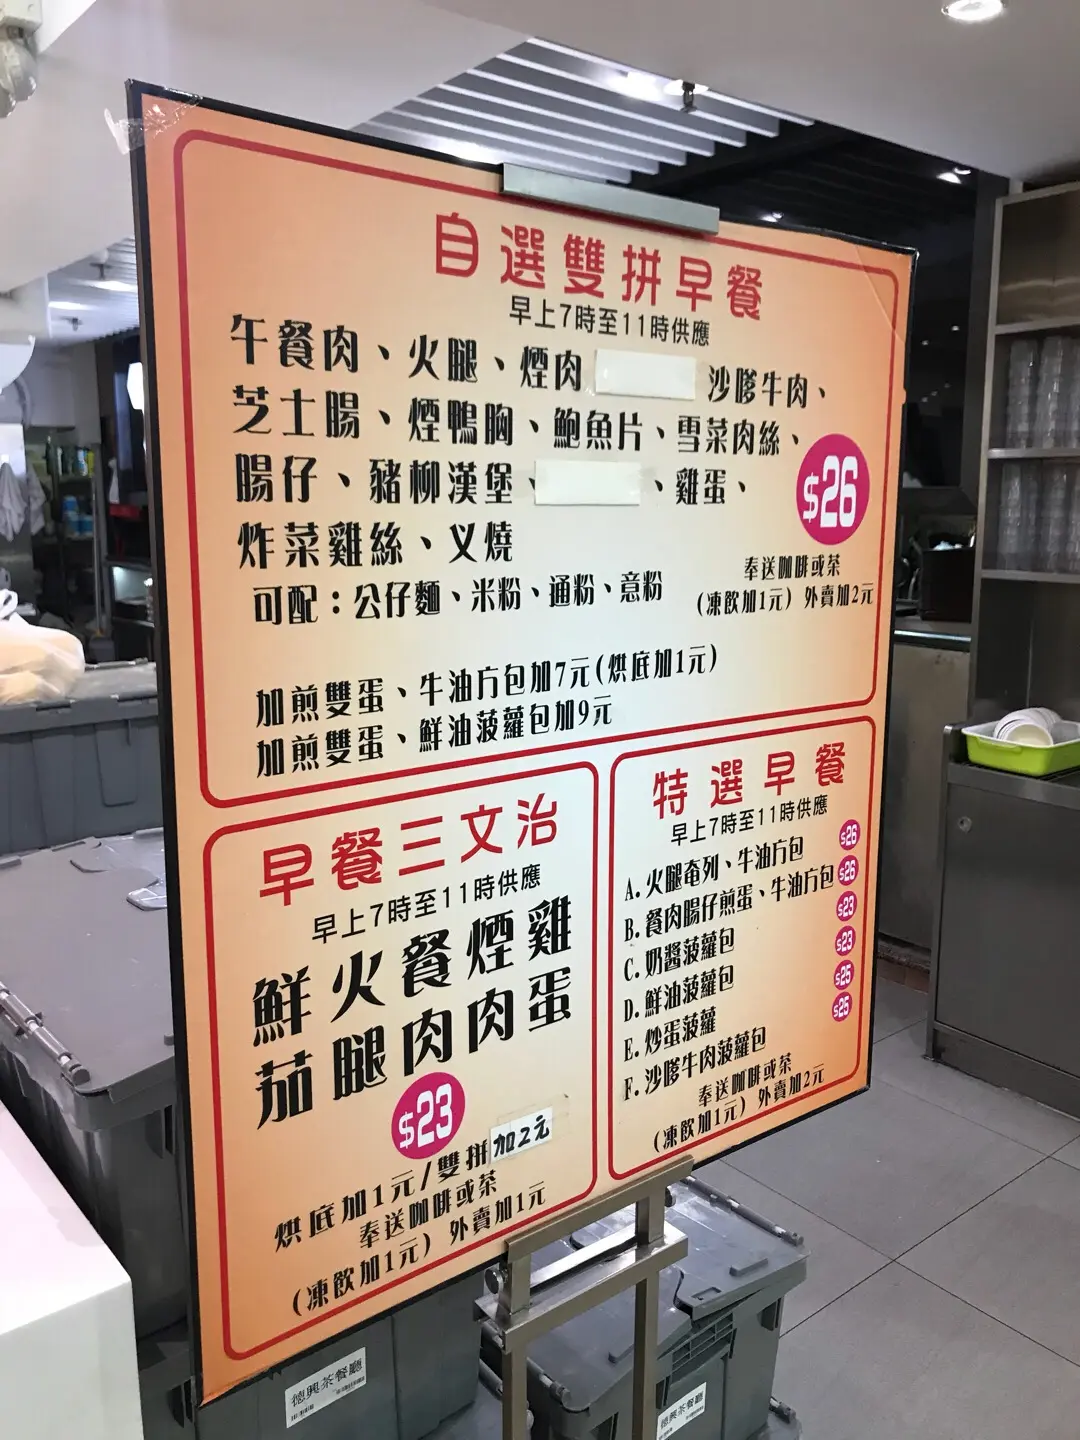 自選雙拼早餐
早上7時至11時供應
午餐肉、火腿、煙肉 沙嗲牛肉、
芝士腸、煙鴨胸、鮑魚片、雪菜肉絲、
腸仔、豬柳漢堡、 、雞蛋、
炸菜雞絲、叉燒
$26
可配：公仔麵、米粉、通粉、意粉
奉送咖啡或茶
(凍飲加1元) 外賣加2元
加煎雙蛋、牛油方包加7元(烘底加1元)
加煎雙蛋、鮮油菠蘿包加9元
早餐三文治
早上7時至11時供應
鮮火餐煙雞
茄腿肉肉蛋
$23
烘底加1元/雙拼加2元
奉送咖啡或茶
(凍飲加1元) 外賣加1元
特選早餐
早上7時至11時供應
A. 火腿奄列、牛油方包 $26
B. 餐肉腸仔煎蛋、牛油方包 $26
C. 奶醬菠蘿包 $23
D. 鮮油菠蘿包 $23
E. 炒蛋菠蘿 $25
F. 沙嗲牛肉菠蘿包 $25
奉送咖啡或茶
(凍飲加1元) 外賣加2元
德興茶餐廳
德興茶餐廳